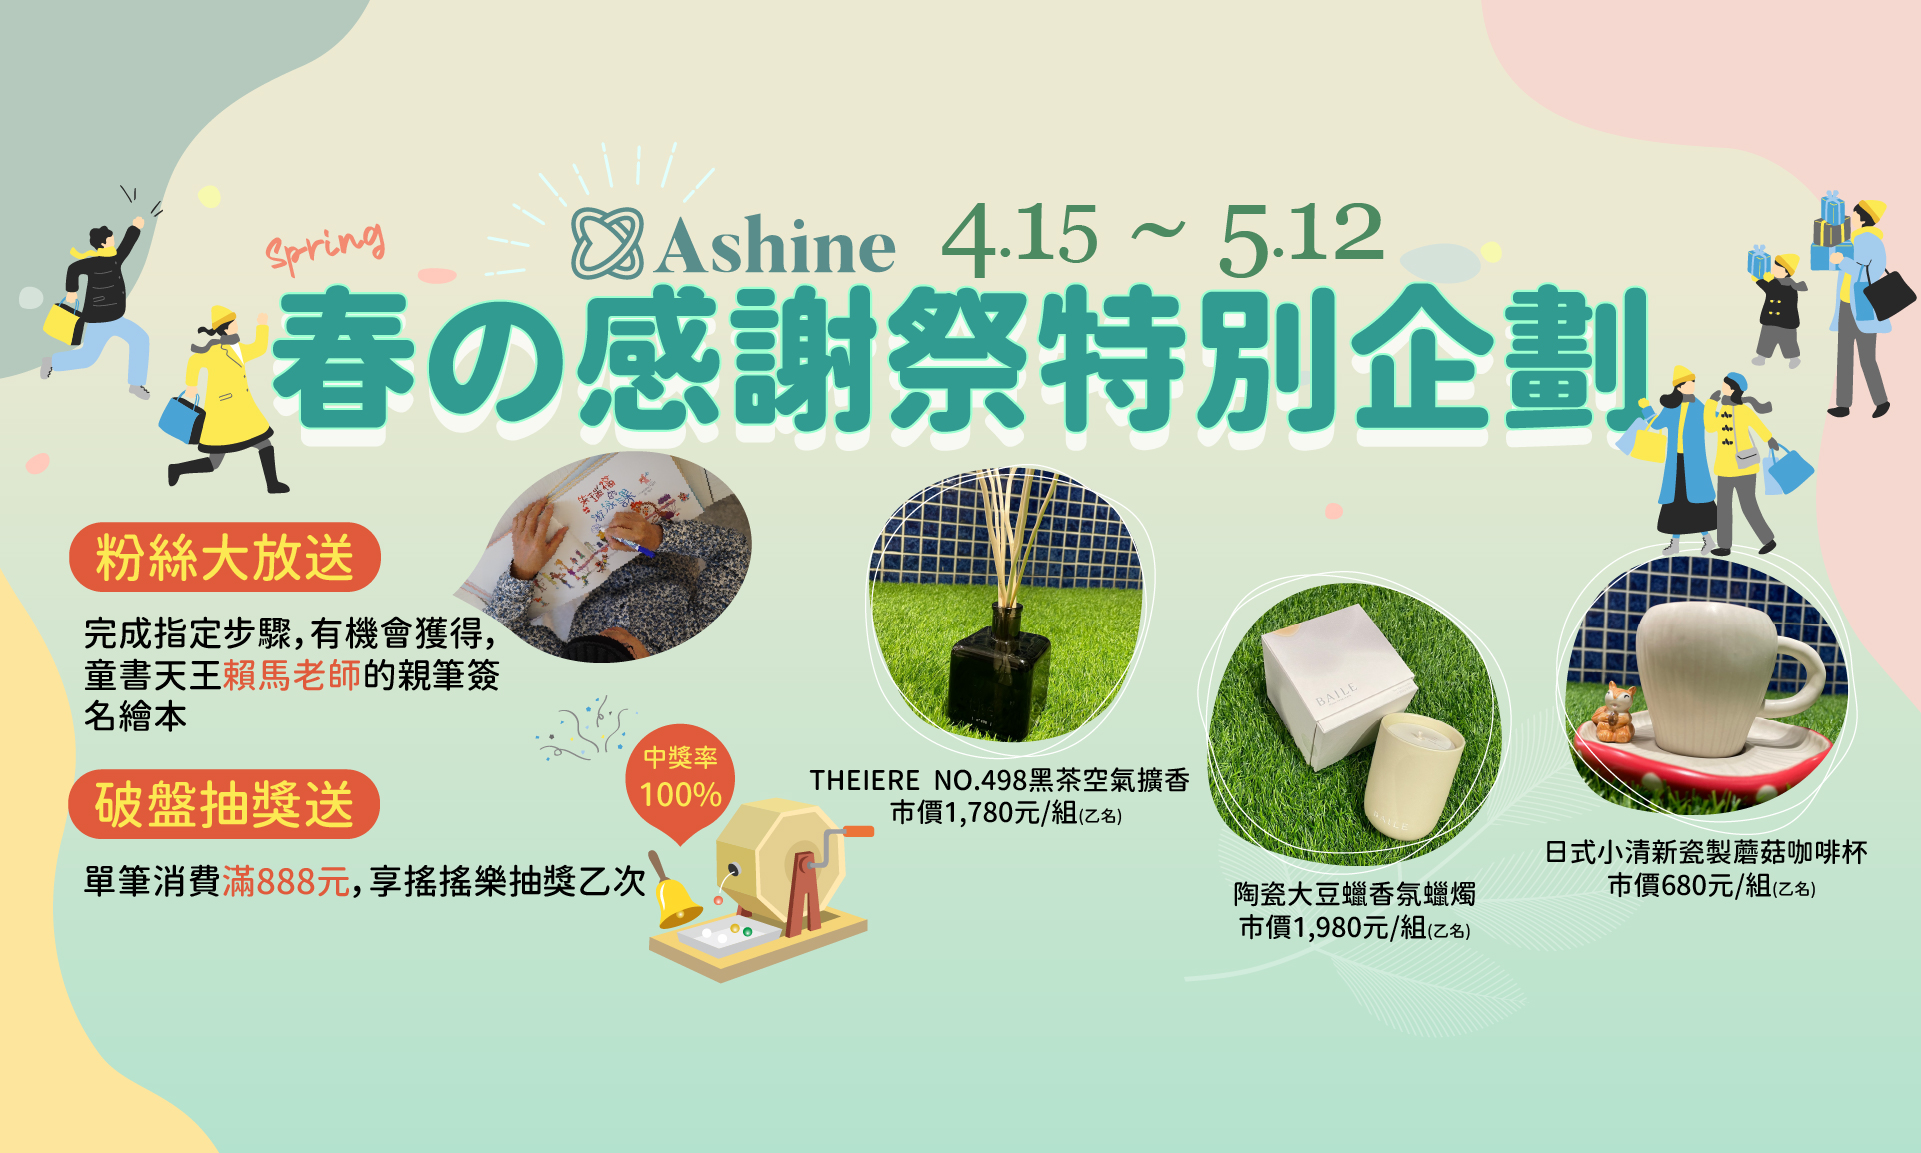 Spring
Ashine 4.15 ~ 5.12
春の感謝祭特別企劃
粉絲大放送
完成指定步驟,有機會獲得,
童書天王賴馬老師的親筆簽
名繪本
破盤抽獎送
單筆消費滿888元,享搖搖樂抽獎乙次
中獎率
100%
THEIERE NO.498黑茶空氣擴香
市價1,780元/組(乙名)
BAILE
BAILE
陶瓷大豆蠟香氛蠟燭
市價1,980元/組(乙名)
日式小清新瓷製蘑菇咖啡杯
市價680元/組(乙名)